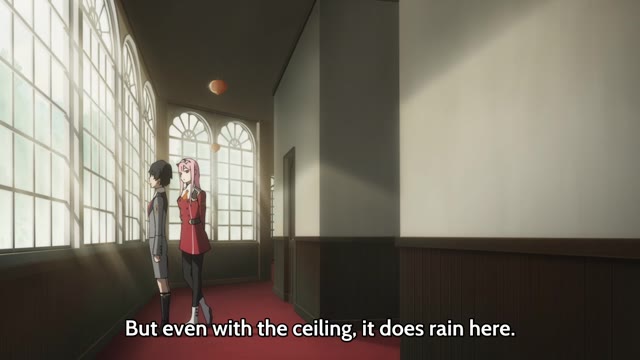 But even with the ceiling, it does rain here.